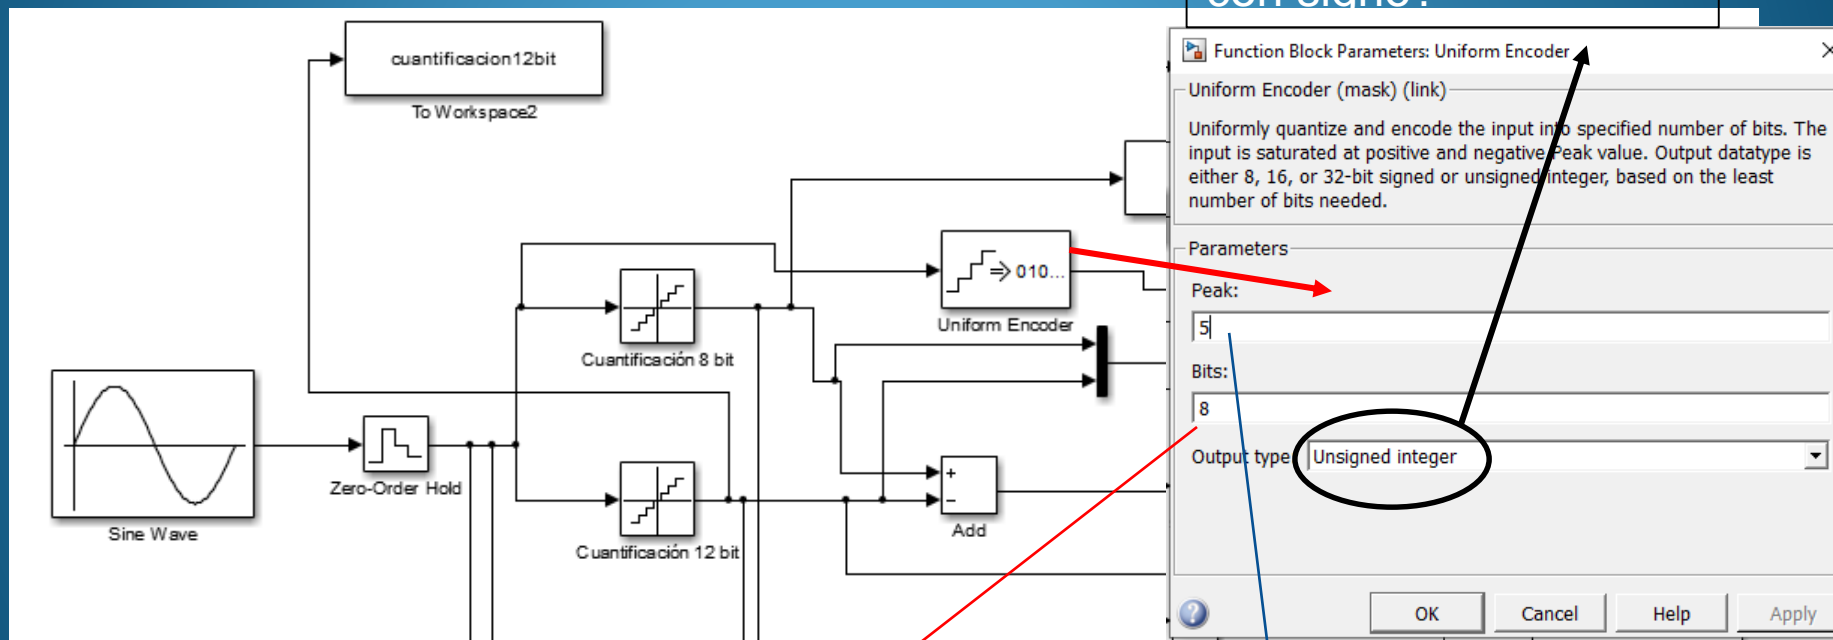 con signo?
cuantificacion12bit
To Workspace2
010...
Uniform Encoder
Cuantificación 8 bit
Zero-Order Hold
Sine Wave
Cuantificación 12 bit
+
−
Add
Function Block Parameters: Uniform Encoder
Uniform Encoder (mask) (link)
Uniformly quantize and encode the input into specified number of bits. The
input is saturated at positive and negative Peak value. Output datatype is
either 8, 16, or 32-bit signed or unsigned integer, based on the least
number of bits needed.
Parameters
Peak:
5
Bits:
8
Output type Unsigned integer
OK Cancel Help Apply